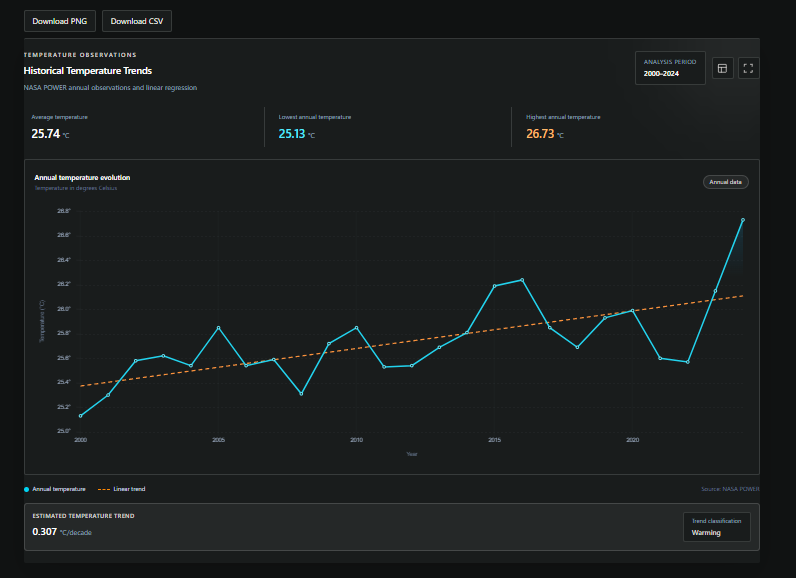 Download PNG
Download CSV
TEMPERATURE OBSERVATIONS
Historical Temperature Trends
NASA POWER annual observations and linear regression
ANALYSIS PERIOD
2000–2024
Average temperature
25.74 °C
Lowest annual temperature
25.13 °C
Highest annual temperature
26.73 °C
Annual temperature evolution
Temperature in degrees Celsius
Annual data
26.8°
26.6°
26.4°
26.2°
26.0°
25.8°
25.6°
25.4°
25.2°
25.0°
Temperature (°C)
2000
2005
2010
2015
2020
Year
Annual temperature
Linear trend
Source: NASA POWER
ESTIMATED TEMPERATURE TREND
0.307 °C/decade
Trend classification
Warming